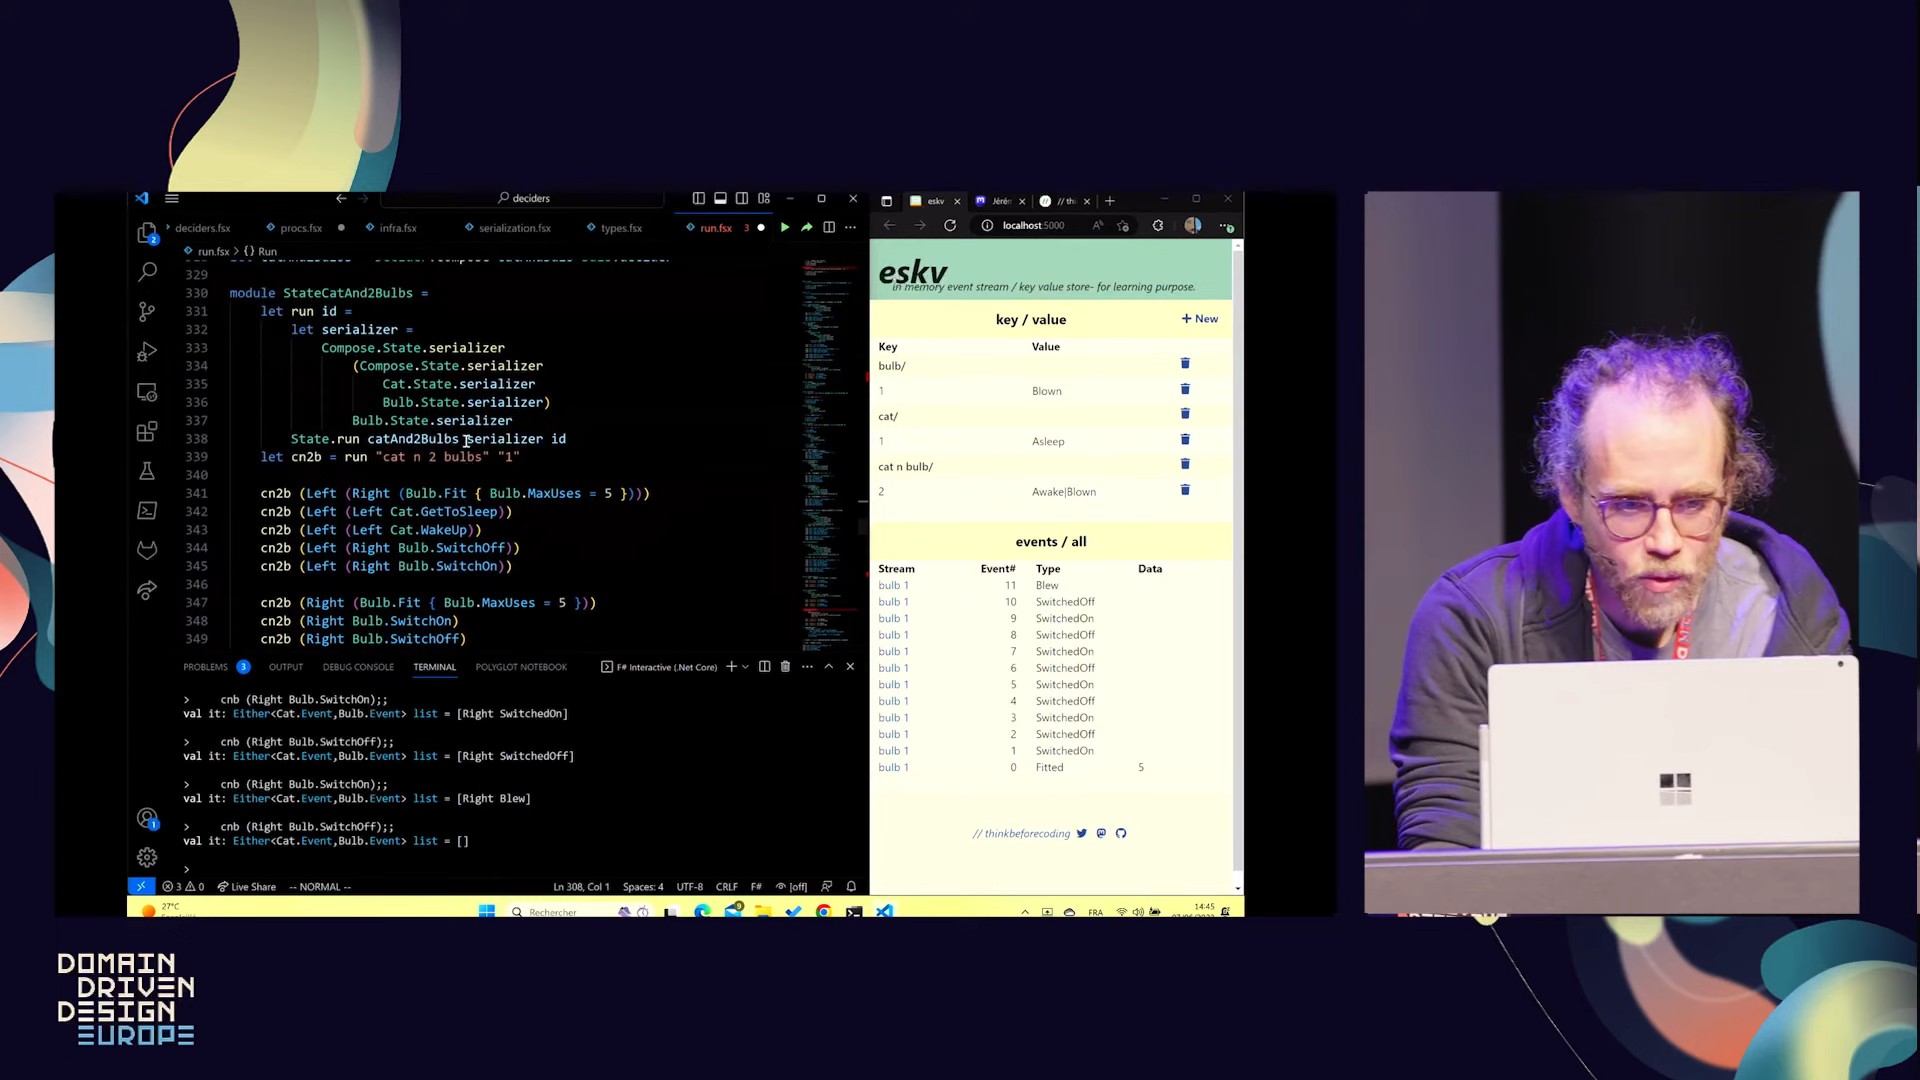 deciders
deciders.fsx
procs.fsx
infra.fsx
serialization.fsx
types.fsx
run.fsx 3
run.fsx > {} Run
329
330 module StateCatAnd2Bulbs =
331 let run id =
332 let serializer =
333 Compose.State.serializer
334 (Compose.State.serializer
335 Cat.State.serializer
336 Bulb.State.serializer)
337 Bulb.State.serializer
338 State.run catAnd2Bulbs serializer id
339 let cn2b = run "cat n 2 bulbs" "1"
340
341 cn2b (Left (Right (Bulb.Fit { Bulb.MaxUses = 5 })))
342 cn2b (Left (Left Cat.GetToSleep))
343 cn2b (Left (Left Cat.WakeUp))
344 cn2b (Left (Right Bulb.SwitchOff))
345 cn2b (Left (Right Bulb.SwitchOn))
346
347 cn2b (Right (Bulb.Fit { Bulb.MaxUses = 5 }))
348 cn2b (Right Bulb.SwitchOn)
349 cn2b (Right Bulb.SwitchOff)
PROBLEMS 3 OUTPUT DEBUG CONSOLE TERMINAL POLYGLOT NOTEBOOK F# Interactive (.Net Core)
> cnb (Right Bulb.SwitchOn);;
val it: Either<Cat.Event,Bulb.Event> list = [Right SwitchedOn]
> cnb (Right Bulb.SwitchOff);;
val it: Either<Cat.Event,Bulb.Event> list = [Right SwitchedOff]
> cnb (Right Bulb.SwitchOn);;
val it: Either<Cat.Event,Bulb.Event> list = [Right Blew]
> cnb (Right Bulb.SwitchOff);;
val it: Either<Cat.Event,Bulb.Event> list = []
>
3 0 Live Share -- NORMAL -- Ln 308, Col 1 Spaces: 4 UTF-8 CRLF F# [off]
27°C
Rechercher
FRA
14:45
eskv
Jérém
// thi
localhost:5000
eskv
in memory event stream / key value store- for learning purpose.
key / value
+ New
Key Value
bulb/
1 Blown
cat/
1 Asleep
cat n bulb/
2 Awake|Blown
events / all
Stream Event# Type Data
bulb 1 11 Blew
bulb 1 10 SwitchedOff
bulb 1 9 SwitchedOn
bulb 1 8 SwitchedOff
bulb 1 7 SwitchedOn
bulb 1 6 SwitchedOff
bulb 1 5 SwitchedOn
bulb 1 4 SwitchedOff
bulb 1 3 SwitchedOn
bulb 1 2 SwitchedOff
bulb 1 1 SwitchedOn
bulb 1 0 Fitted 5
// thinkbeforecoding
DOMAIN
DRIVEN
DESIGN
EUROPE